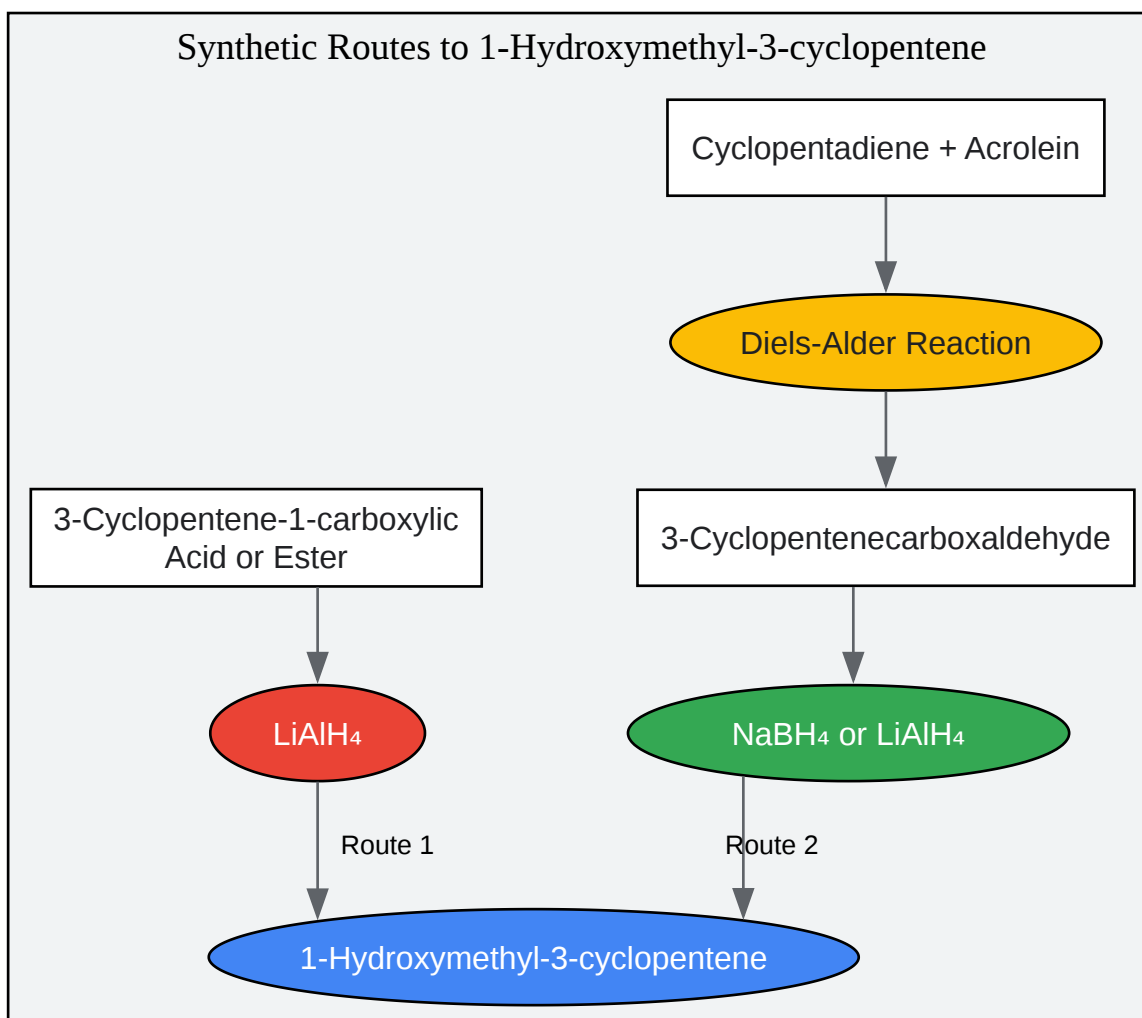 Synthetic Routes to 1-Hydroxymethyl-3-cyclopentene
Cyclopentadiene + Acrolein
Diels-Alder Reaction
3-Cyclopentene-1-carboxylic
Acid or Ester
3-Cyclopentenecarboxaldehyde
LiAlH₄
NaBH₄ or LiAlH₄
Route 1
Route 2
1-Hydroxymethyl-3-cyclopentene